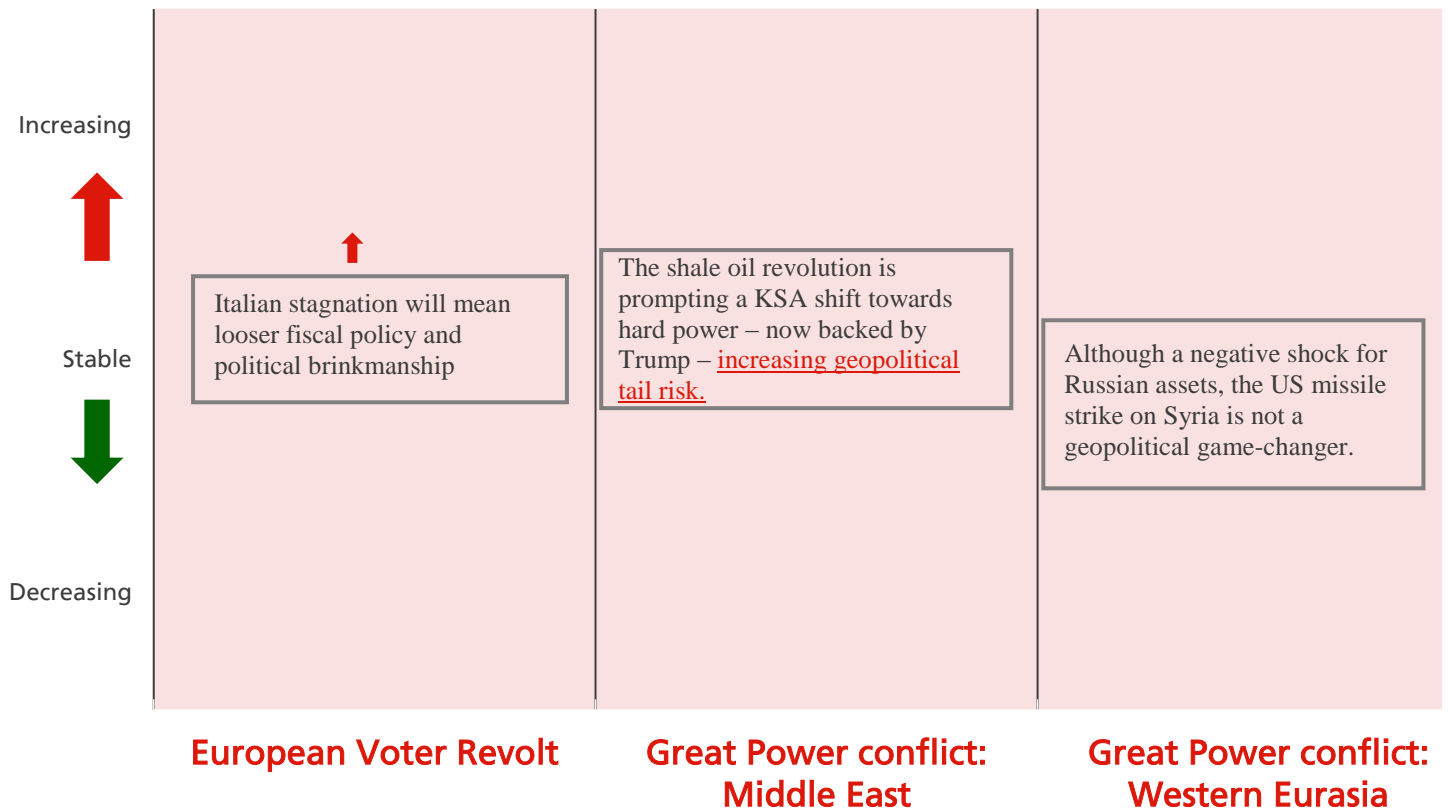 Increasing
Stable
Decreasing
Italian stagnation will mean
looser fiscal policy and
political brinkmanship
The shale oil revolution is
prompting a KSA shift towards
hard power – now backed by
Trump – increasing geopolitical
tail risk.
Although a negative shock for
Russian assets, the US missile
strike on Syria is not a
geopolitical game-changer.
European Voter Revolt
Great Power conflict:
Middle East
Great Power conflict:
Western Eurasia